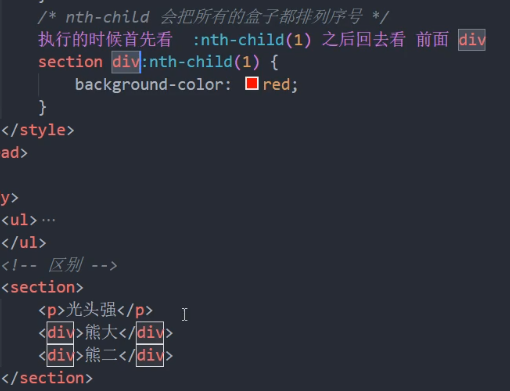 /* nth-child 会把所有的盒子都排列序号 */
执行的时候首先看  :nth-child(1) 之后回去看 前面 div
section div:nth-child(1) {
background-color: red;
}
</style>
ad>
y>
<ul>…
</ul>
<!-- 区别 -->
<section>
<p>光头强</p>
<div>熊大</div>
<div>熊二</div>
</section>